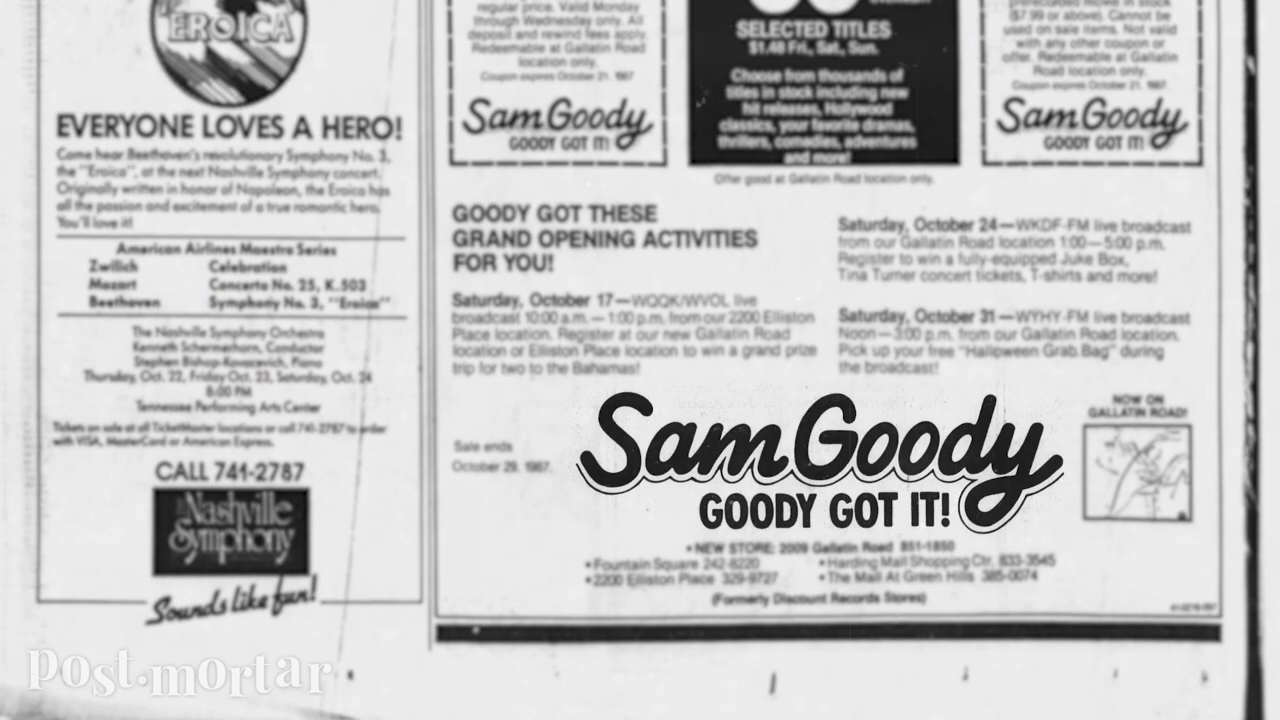 EROICA
EVERYONE LOVES A HERO!
Come hear Beethoven's revolutionary Symphony No. 3,
the "Eroica", at the next Nashville Symphony concert.
Originally written in honor of Napoleon, the Eroica has
all the passion and excitement of a true romantic hero.
You'll love it!
American Airlines Maestro Series
Zwilich Celebration
Mozart Concerto No. 25, K.503
Beethoven Symphony No. 3, "Eroica"
The Nashville Symphony Orchestra
Kenneth Schermerhorn, Conductor
Stephen Bishop-Kovacevich, Piano
Thursday, Oct. 22, Friday Oct. 23, Saturday, Oct. 24
8:00 PM
Tennessee Performing Arts Center
Tickets on sale at all TicketMaster locations or call 741-2787 to order
with VISA, MasterCard or American Express.
CALL 741-2787
The Nashville
Symphony
Sounds like fun!
regular price. Valid Monday
through Wednesday only. All
deposit and rewind fees apply.
Redeemable at Gallatin Road
location only.
Coupon expires October 21, 1987
Sam Goody
GOODY GOT IT!
SELECTED TITLES
$1.48 Fri., Sat., Sun.
Choose from thousands of
titles in stock including new
hit releases, Hollywood
classics, your favorite dramas,
thrillers, comedies, adventures
and more!
Offer good at Gallatin Road location only.
prerecorded movie in stock
($7.99 or above). Cannot be
used on sale items. Not valid
with any other coupon or
offer. Redeemable at Gallatin
Road location only.
Coupon expires October 21, 1987.
Sam Goody
GOODY GOT IT!
GOODY GOT THESE
GRAND OPENING ACTIVITIES
FOR YOU!
Saturday, October 17—WQQK/WVOL live
broadcast 10:00 a.m.—1:00 p.m. from our 2200 Elliston
Place location. Register at our new Gallatin Road
location or Elliston Place location to win a grand prize
trip for two to the Bahamas!
Saturday, October 24—WKDF-FM live broadcast
from our Gallatin Road location 1:00—5:00 p.m.
Register to win a fully-equipped Juke Box,
Tina Turner concert tickets, T-shirts and more!
Saturday, October 31—WYHY-FM live broadcast
Noon—3:00 p.m. from our Gallatin Road location.
Pick up your free "Halloween Grab Bag" during
the broadcast!
Sale ends
October 29, 1987.
Sam Goody
GOODY GOT IT!
NOW ON
GALLATIN ROAD!
• NEW STORE: 2009 Gallatin Road 851-1850
• Fountain Square 242-8220 • Harding Mall Shopping Ctr. 833-3545
• 2200 Elliston Place 329-9727 • The Mall At Green Hills 385-0074
(Formerly Discount Records Stores)
post.mortar